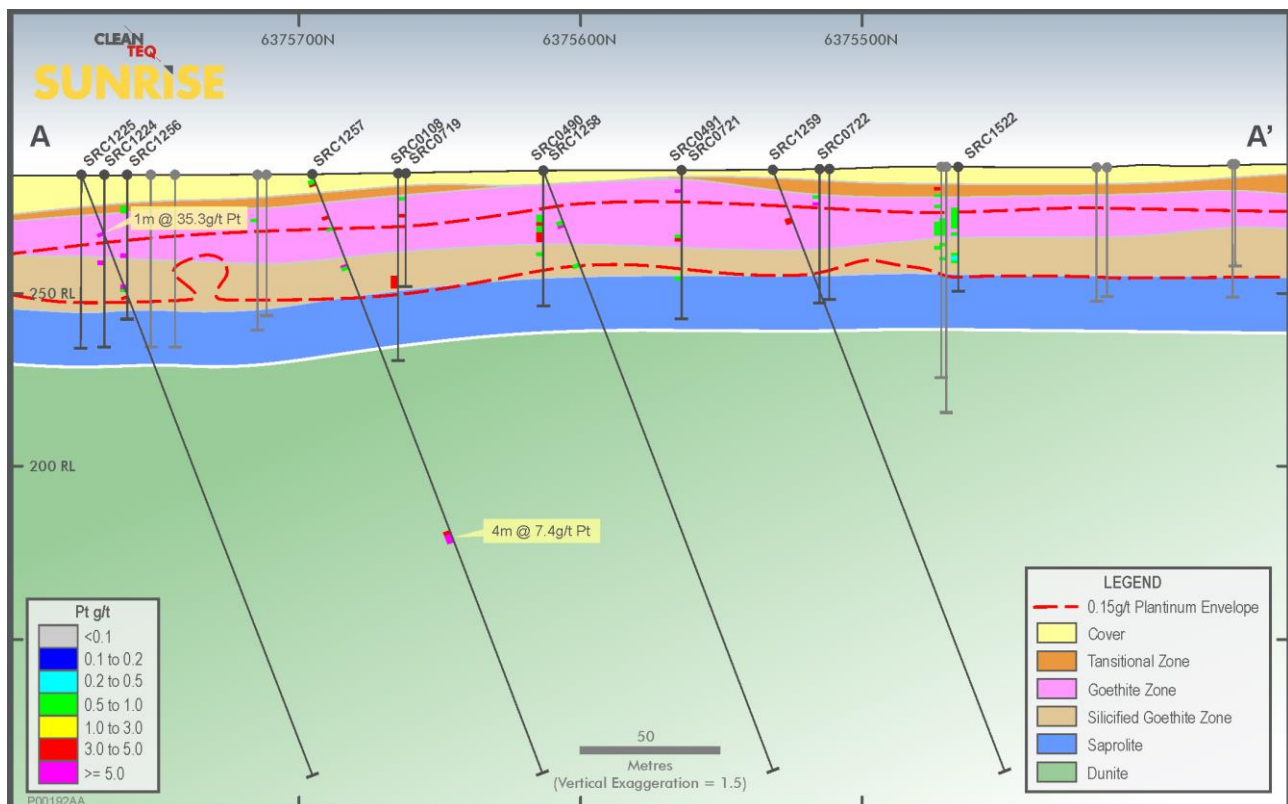 CLEAN
TEQ
SUNRISE
6375700N
6375600N
6375500N
A
A'
SRC1225
SRC1224
SRC1256
SRC1257
SRC0108
SRC0719
SRC0490
SRC1258
SRC0491
SRC0721
SRC1259
SRC0722
SRC1522
1m @ 35.3g/t Pt
250 RL
200 RL
4m @ 7.4g/t Pt
Pt g/t
<0.1
0.1 to 0.2
0.2 to 0.5
0.5 to 1.0
1.0 to 3.0
3.0 to 5.0
>= 5.0
50
Metres
(Vertical Exaggeration = 1.5)
LEGEND
0.15g/t Plantinum Envelope
Cover
Tansitional Zone
Goethite Zone
Silicified Goethite Zone
Saprolite
Dunite
P00192AA